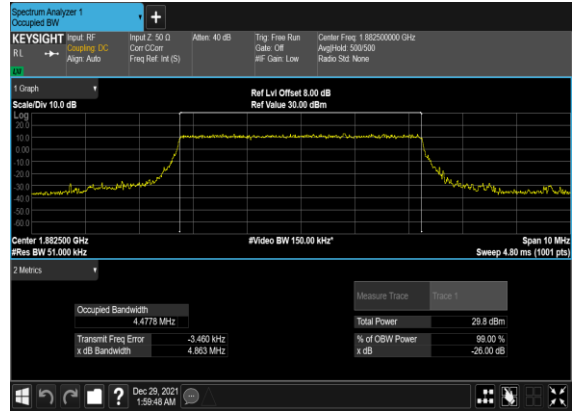 Spectrum Analyzer 1
Occupied BW
KEYSIGHT
RL
Input: RF
Coupling: DC
Align: Auto
Input Z: 50 Ω
Corr CCorr
Freq Ref: Int (S)
Atten: 40 dB
Trig: Free Run
Gate: Off
#IF Gain: Low
Center Freq: 1.882500000 GHz
Avg|Hold: 500/500
Radio Std: None
1 Graph
Scale/Div 10.0 dB
Ref Lvl Offset 8.00 dB
Ref Value 30.00 dBm
Log
20.0
10.0
0.00
-10.0
-20.0
-30.0
-40.0
-50.0
-60.0
Center 1.882500 GHz
#Res BW 51.000 kHz
#Video BW 150.00 kHz*
Span 10 MHz
Sweep 4.80 ms (1001 pts)
2 Metrics
Measure Trace Trace 1
Occupied Bandwidth
4.4778 MHz
Total Power 29.8 dBm
Transmit Freq Error -3.460 kHz
% of OBW Power 99.00 %
x dB Bandwidth 4.863 MHz
x dB -26.00 dB
Dec 29, 2021
1:59:48 AM